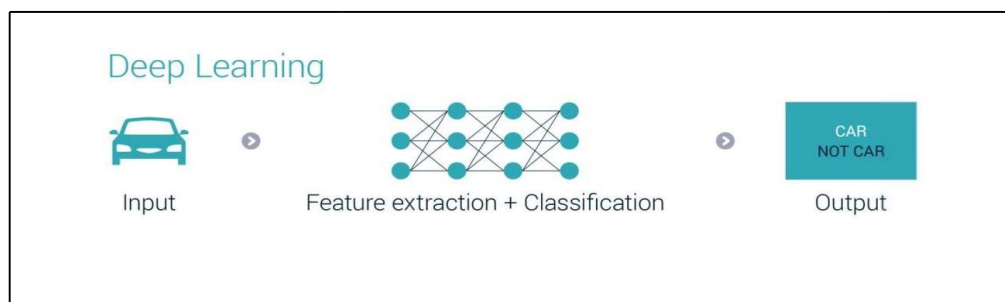 Deep Learning
CAR
NOT CAR
Input
Feature extraction + Classification
Output